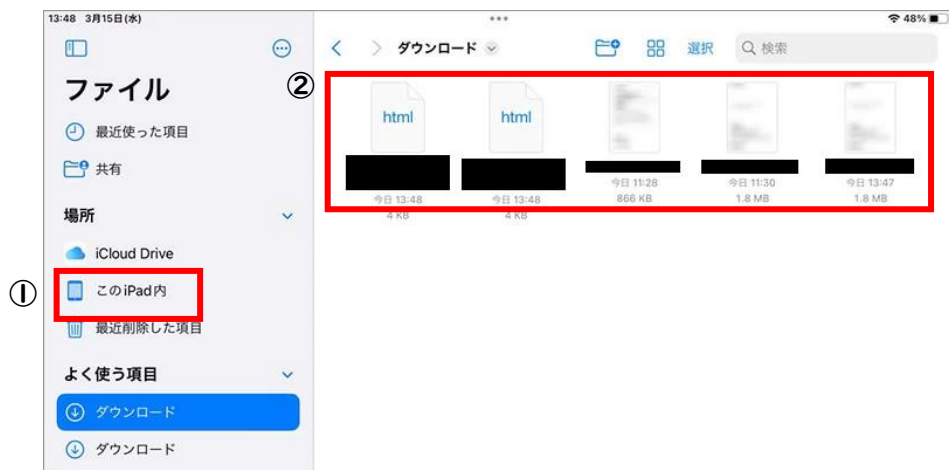 13:48 3月15日(水)
48%
ファイル
最近使った項目
共有
場所
iCloud Drive
①
このiPad内
最近削除した項目
よく使う項目
ダウンロード
ダウンロード
ダウンロード
選択
検索
②
html
html
今日 13:48
4 KB
今日 13:48
4 KB
今日 11:28
866 KB
今日 11:30
1.8 MB
今日 13:47
1.8 MB